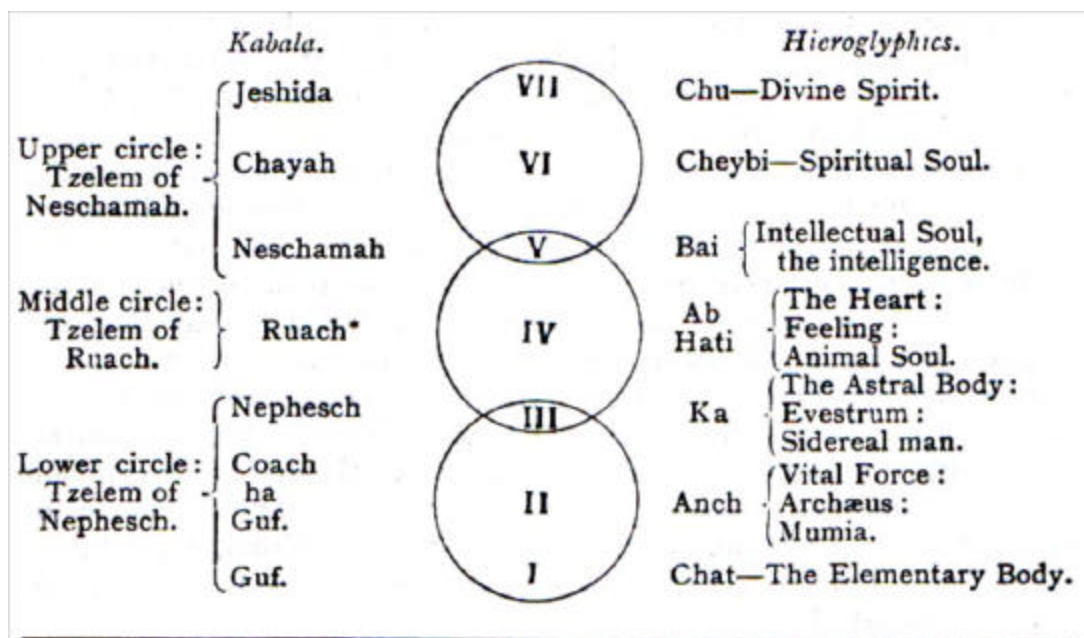 Kabala.
Hieroglyphics.
Upper circle:
Tzelem of
Neschamah.
Jeshida
Chayah
Neschamah
Middle circle:
Tzelem of
Ruach.
Ruach*
Lower circle:
Tzelem of
Nephesch.
Nephesch
Coach
ha
Guf.
Guf.
VII
VI
V
IV
III
II
I
Chu—Divine Spirit.
Cheybi—Spiritual Soul.
Bai
Intellectual Soul,
the intelligence.
Ab
Hati
The Heart:
Feeling:
Animal Soul.
Ka
The Astral Body:
Evestrum:
Sidereal man.
Anch
Vital Force:
Archæus:
Mumia.
Chat—The Elementary Body.